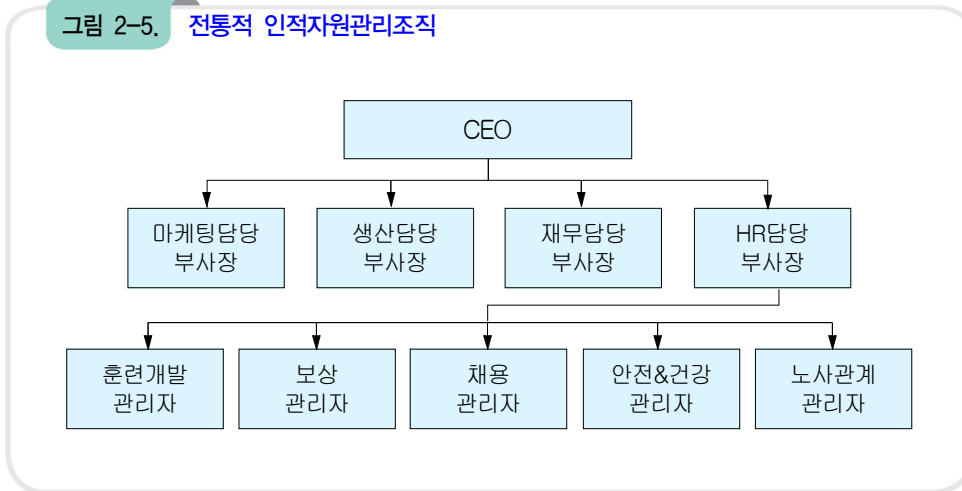 그림 2-5. 전통적 인적자원관리조직
CEO
마케팅담당
부사장
생산담당
부사장
재무담당
부사장
HR담당
부사장
훈련개발
관리자
보상
관리자
채용
관리자
안전&건강
관리자
노사관계
관리자